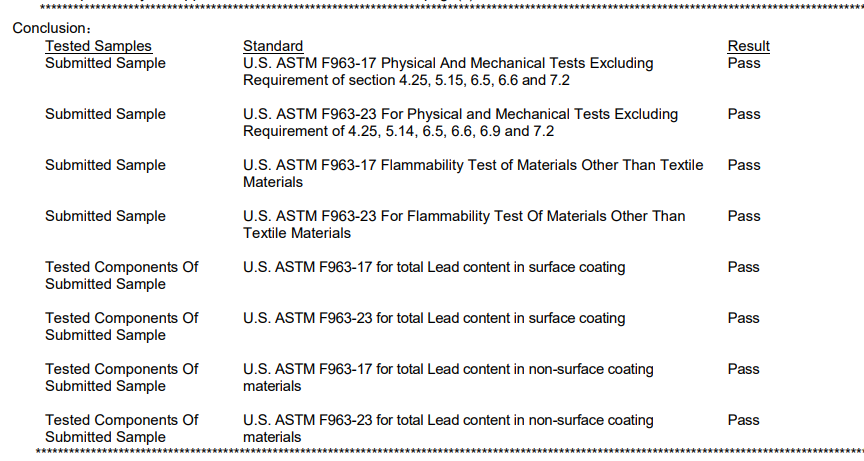 Conclusion:
Tested Samples Standard Result
Submitted Sample U.S. ASTM F963-17 Physical And Mechanical Tests Excluding Pass
Requirement of section 4.25, 5.15, 6.5, 6.6 and 7.2
Submitted Sample U.S. ASTM F963-23 For Physical and Mechanical Tests Excluding Pass
Requirement of 4.25, 5.14, 6.5, 6.6, 6.9 and 7.2
Submitted Sample U.S. ASTM F963-17 Flammability Test of Materials Other Than Textile Pass
Materials
Submitted Sample U.S. ASTM F963-23 For Flammability Test Of Materials Other Than Pass
Textile Materials
Tested Components Of U.S. ASTM F963-17 for total Lead content in surface coating Pass
Submitted Sample
Tested Components Of U.S. ASTM F963-23 for total Lead content in surface coating Pass
Submitted Sample
Tested Components Of U.S. ASTM F963-17 for total Lead content in non-surface coating Pass
Submitted Sample materials
Tested Components Of U.S. ASTM F963-23 for total Lead content in non-surface coating Pass
Submitted Sample materials